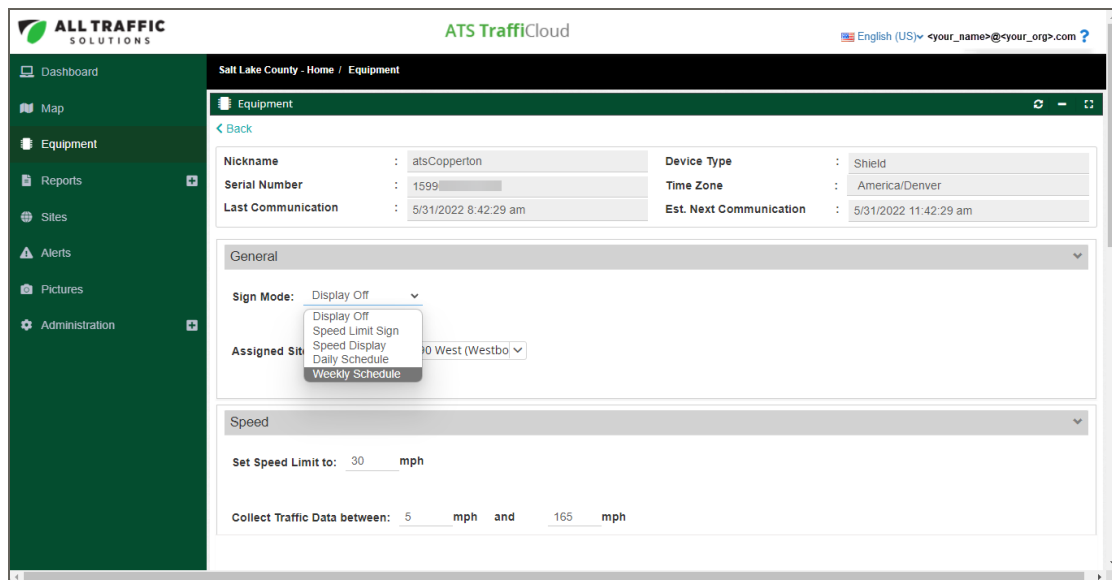 ALL TRAFFIC
SOLUTIONS
ATS TraffiCloud
English (US) <your_name>@<your_org>.com ?
Dashboard
Map
Equipment
Reports
Sites
Alerts
Pictures
Administration
Salt Lake County - Home / Equipment
Equipment
Back
Nickname : atsCopperton
Device Type : Shield
Serial Number : 1599
Time Zone : America/Denver
Last Communication : 5/31/2022 8:42:29 am
Est. Next Communication : 5/31/2022 11:42:29 am
General
Sign Mode: Display Off
Display Off
Speed Limit Sign
Speed Display
Daily Schedule
Weekly Schedule
Assigned Sit 90 West (Westbo
Speed
Set Speed Limit to: 30 mph
Collect Traffic Data between: 5 mph and 165 mph